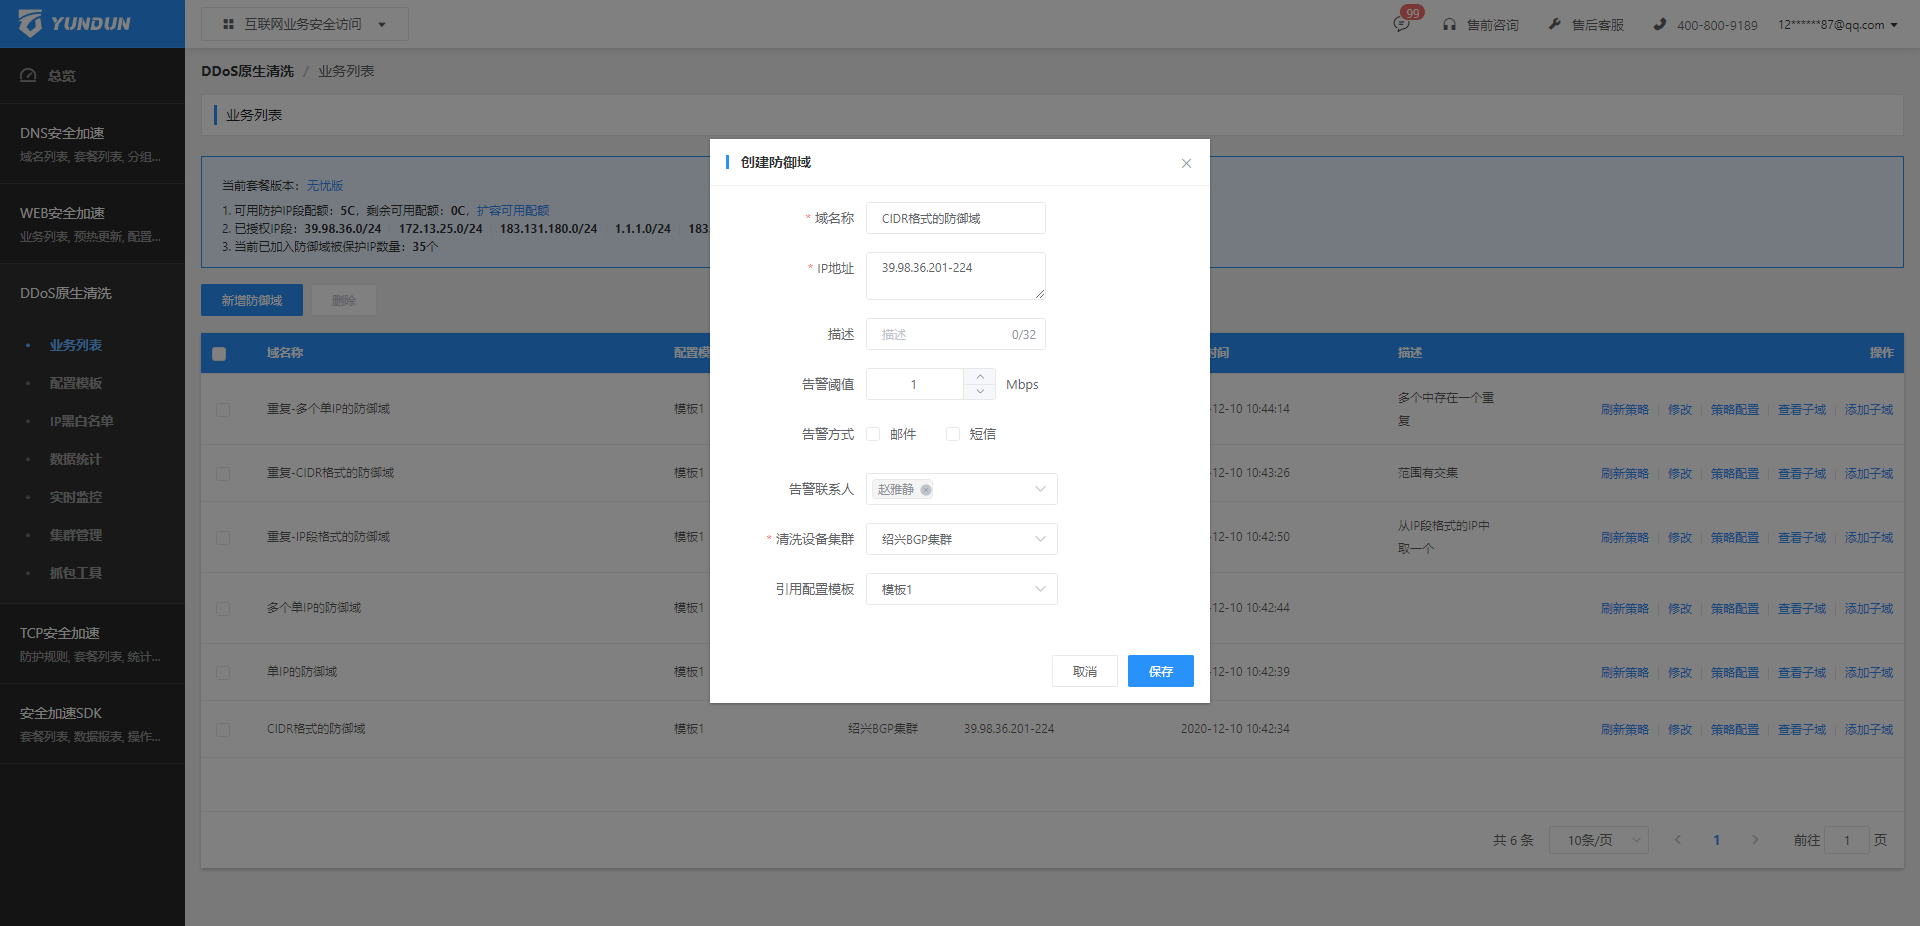 YUNDUN
互联网业务安全访问
99
售前咨询
售后客服
400-800-9189
12******87@qq.com
总览
DNS安全加速
域名列表, 套餐列表, 分组...
WEB安全加速
业务列表, 预热更新, 配置...
DDoS原生清洗
业务列表
配置模板
IP黑白名单
数据统计
实时监控
集群管理
抓包工具
TCP安全加速
防护规则, 套餐列表, 统计...
安全加速SDK
套餐列表, 数据报表, 操作...
DDoS原生清洗 / 业务列表
业务列表
当前套餐版本：无忧版
1. 可用防护IP段配额：5C，剩余可用配额：0C，扩容可用配额
2. 已授权IP段：39.98.36.0/24 172.13.25.0/24 183.131.180.0/24 1.1.1.0/24 183
3. 当前已加入防御域被保护IP数量：35个
新增防御域 删除
域名称 配置模 时间 描述 操作
重复-多个单IP的防御域 模板1 -12-10 10:44:14 多个中存在一个重
复 刷新策略 修改 策略配置 查看子域 添加子域
重复-CIDR格式的防御域 模板1 -12-10 10:43:26 范围有交集 刷新策略 修改 策略配置 查看子域 添加子域
重复-IP段格式的防御域 模板1 -12-10 10:42:50 从IP段格式的IP中
取一个 刷新策略 修改 策略配置 查看子域 添加子域
多个单IP的防御域 模板1 -12-10 10:42:44 刷新策略 修改 策略配置 查看子域 添加子域
单IP的防御域 模板1 -12-10 10:42:39 刷新策略 修改 策略配置 查看子域 添加子域
CIDR格式的防御域 模板1 绍兴BGP集群 39.98.36.201-224 2020-12-10 10:42:34 刷新策略 修改 策略配置 查看子域 添加子域
共 6 条 10条/页 1 前往 1 页
创建防御域
* 域名称 CIDR格式的防御域
* IP地址 39.98.36.201-224
描述 描述 0/32
告警阈值 1 Mbps
告警方式 邮件 短信
告警联系人 赵雅静
* 清洗设备集群 绍兴BGP集群
引用配置模板 模板1
取消 保存